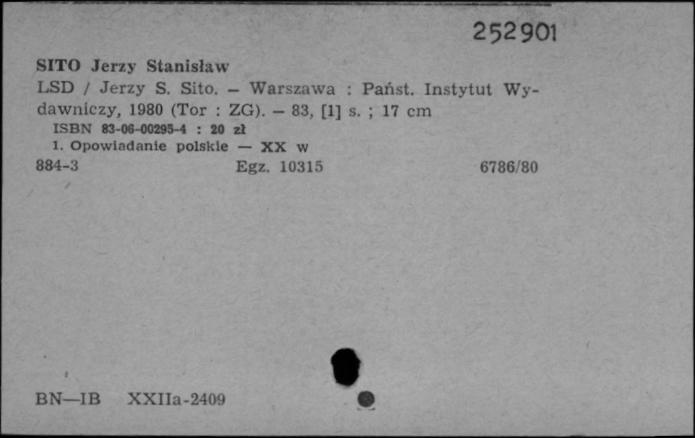 252901
SITO Jerzy Stanisław
LSD / Jerzy S. Sito. — Warszawa : Państ. Instytut Wy-
dawniczy, 1980 (Tor : ZG). — 83, [1] s. ; 17 cm
ISBN 83-06-00295-4 : 20 zł
1. Opowiadanie polskie — XX w
884-3 Egz. 10315 6786/80
BN—IB XXIIa-2409